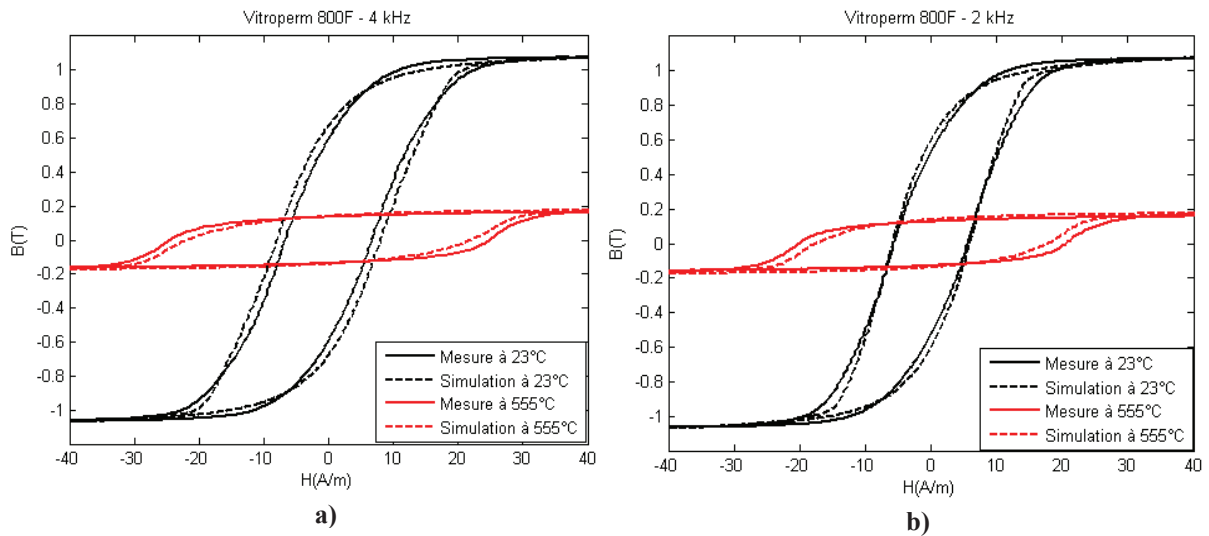 Vitroperm 800F - 4 kHz
1
0.8
0.6
0.4
0.2
0
-0.2
-0.4
-0.6
-0.8
-1
B(T)
-40
-30
-20
-10
0
10
20
30
40
H(A/m)
Mesure à 23°C
Simulation à 23°C
Mesure à 555°C
Simulation à 555°C
a)
Vitroperm 800F - 2 kHz
1
0.8
0.6
0.4
0.2
0
-0.2
-0.4
-0.6
-0.8
-1
B(T)
-40
-30
-20
-10
0
10
20
30
40
H(A/m)
Mesure à 23°C
Simulation à 23°C
Mesure à 555°C
Simulation à 555°C
b)